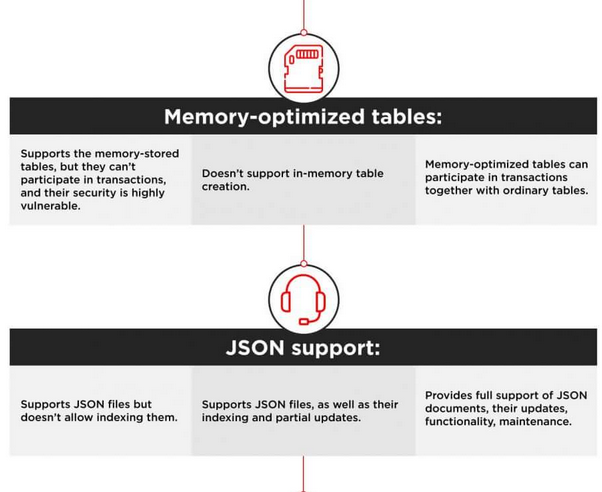 Memory-optimized tables:
Supports the memory-stored
tables, but they can't
participate in transactions,
and their security is highly
vulnerable.
Doesn't support in-memory table
creation.
Memory-optimized tables can
participate in transactions
together with ordinary tables.
JSON support:
Supports JSON files but
doesn't allow indexing them.
Supports JSON files, as well as their
indexing and partial updates.
Provides full support of JSON
documents, their updates,
functionality, maintenance.